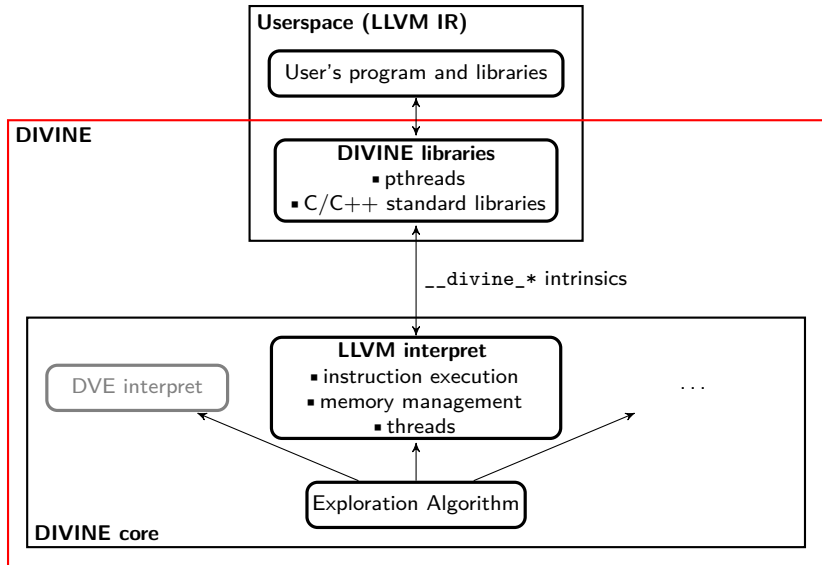 Userspace (LLVM IR)
User's program and libraries
DIVINE
DIVINE libraries
▪ pthreads
▪ C/C++ standard libraries
__divine_* intrinsics
LLVM interpret
▪ instruction execution
▪ memory management
▪ threads
DVE interpret
...
Exploration Algorithm
DIVINE core